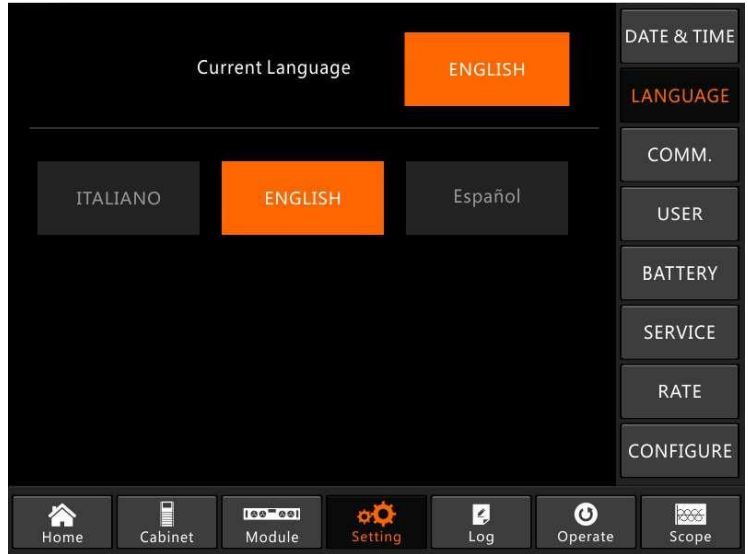 Current Language
ENGLISH
ITALIANO
ENGLISH
Español
DATE & TIME
LANGUAGE
COMM.
USER
BATTERY
SERVICE
RATE
CONFIGURE
Home
Cabinet
Module
Setting
Log
Operate
Scope